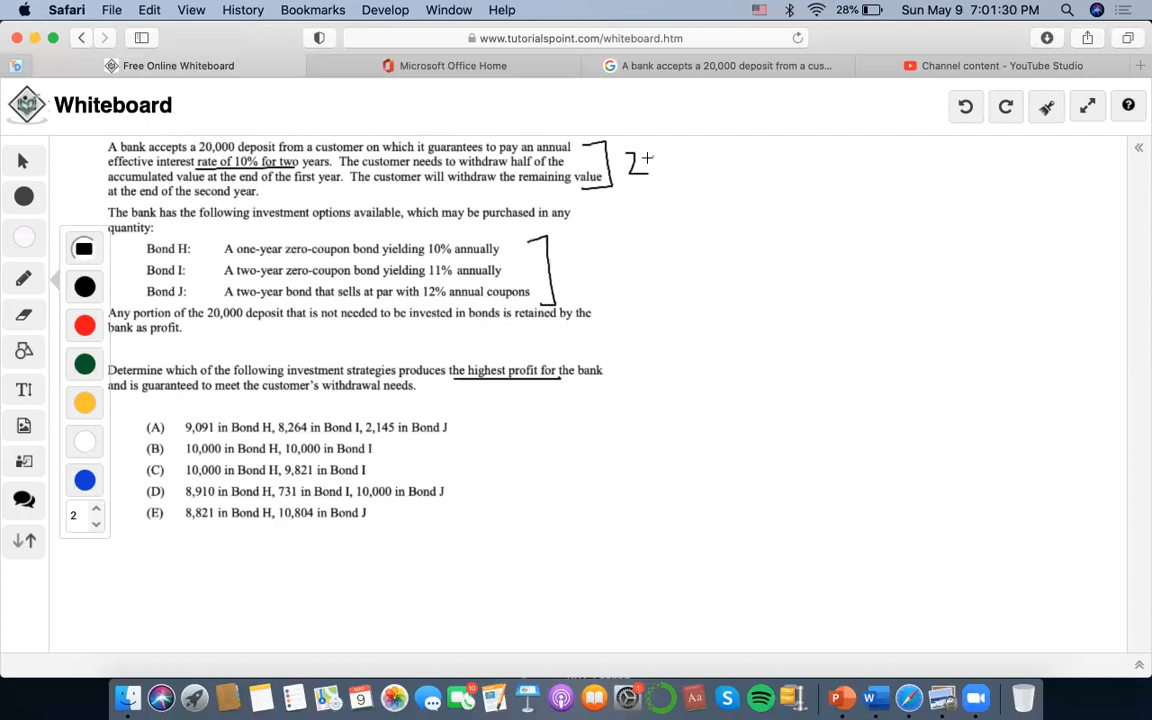 Safari File Edit View History Bookmarks Develop Window Help 28% Sun May 9 7:01:30 PM
www.tutorialspoint.com/whiteboard.htm
Free Online Whiteboard Microsoft Office Home A bank accepts a 20,000 deposit from a cus... Channel content - YouTube Studio
Whiteboard
A bank accepts a 20,000 deposit from a customer on which it guarantees to pay an annual
effective interest rate of 10% for two years. The customer needs to withdraw half of the
accumulated value at the end of the first year. The customer will withdraw the remaining value
at the end of the second year.
2
The bank has the following investment options available, which may be purchased in any
quantity:
Bond H: A one-year zero-coupon bond yielding 10% annually
Bond I: A two-year zero-coupon bond yielding 11% annually
Bond J: A two-year bond that sells at par with 12% annual coupons
Any portion of the 20,000 deposit that is not needed to be invested in bonds is retained by the
bank as profit.
Determine which of the following investment strategies produces the highest profit for the bank
and is guaranteed to meet the customer's withdrawal needs.
(A) 9,091 in Bond H, 8,264 in Bond I, 2,145 in Bond J
(B) 10,000 in Bond H, 10,000 in Bond I
(C) 10,000 in Bond H, 9,821 in Bond I
(D) 8,910 in Bond H, 731 in Bond I, 10,000 in Bond J
(E) 8,821 in Bond H, 10,804 in Bond J
2